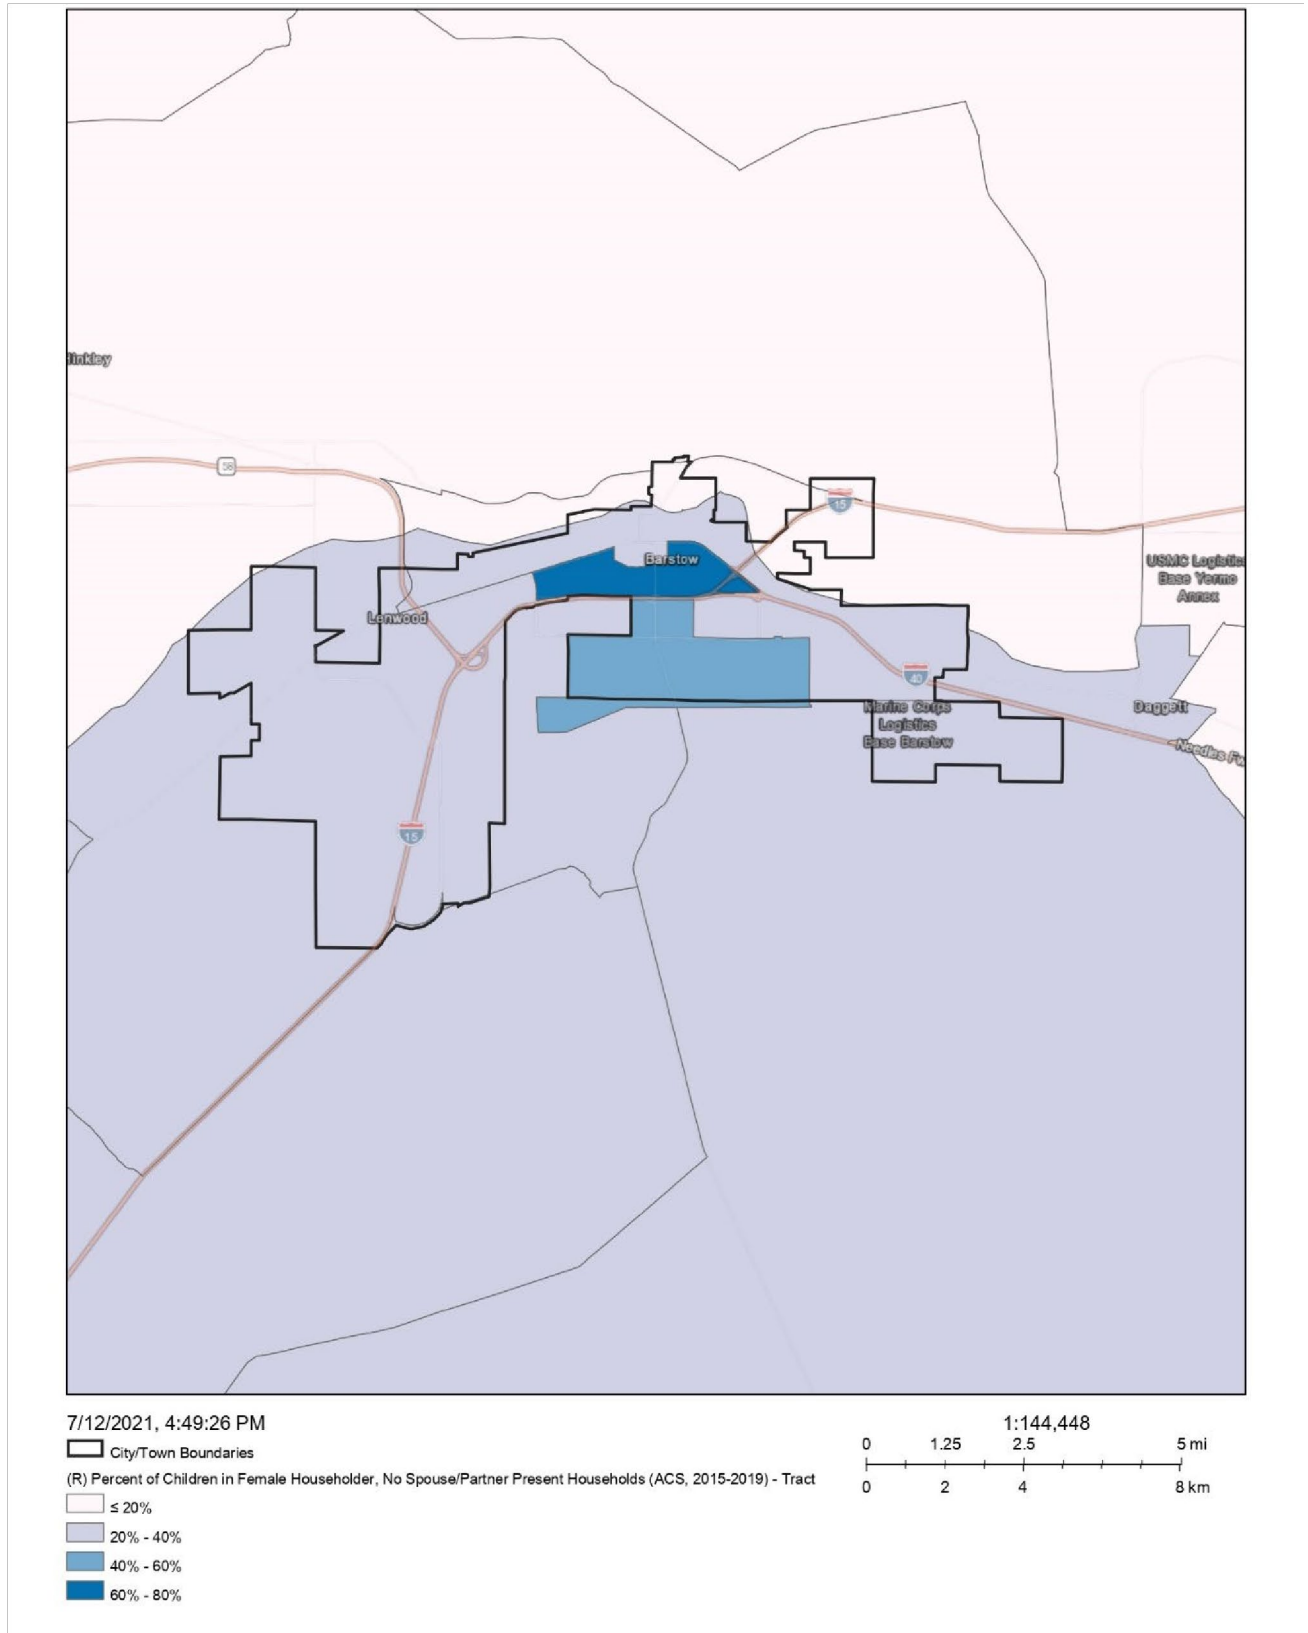 Hinkley
58
15
Barstow
USMC Logistics
Base Yermo
Annex
Lenwood
40
Marine Corps
Logistics
Base Barstow
Daggett
Needles Fw
15
7/12/2021, 4:49:26 PM
1:144,448
City/Town Boundaries
0 1.25 2.5 5 mi
(R) Percent of Children in Female Householder, No Spouse/Partner Present Households (ACS, 2015-2019) - Tract
0 2 4 8 km
≤ 20%
20% - 40%
40% - 60%
60% - 80%